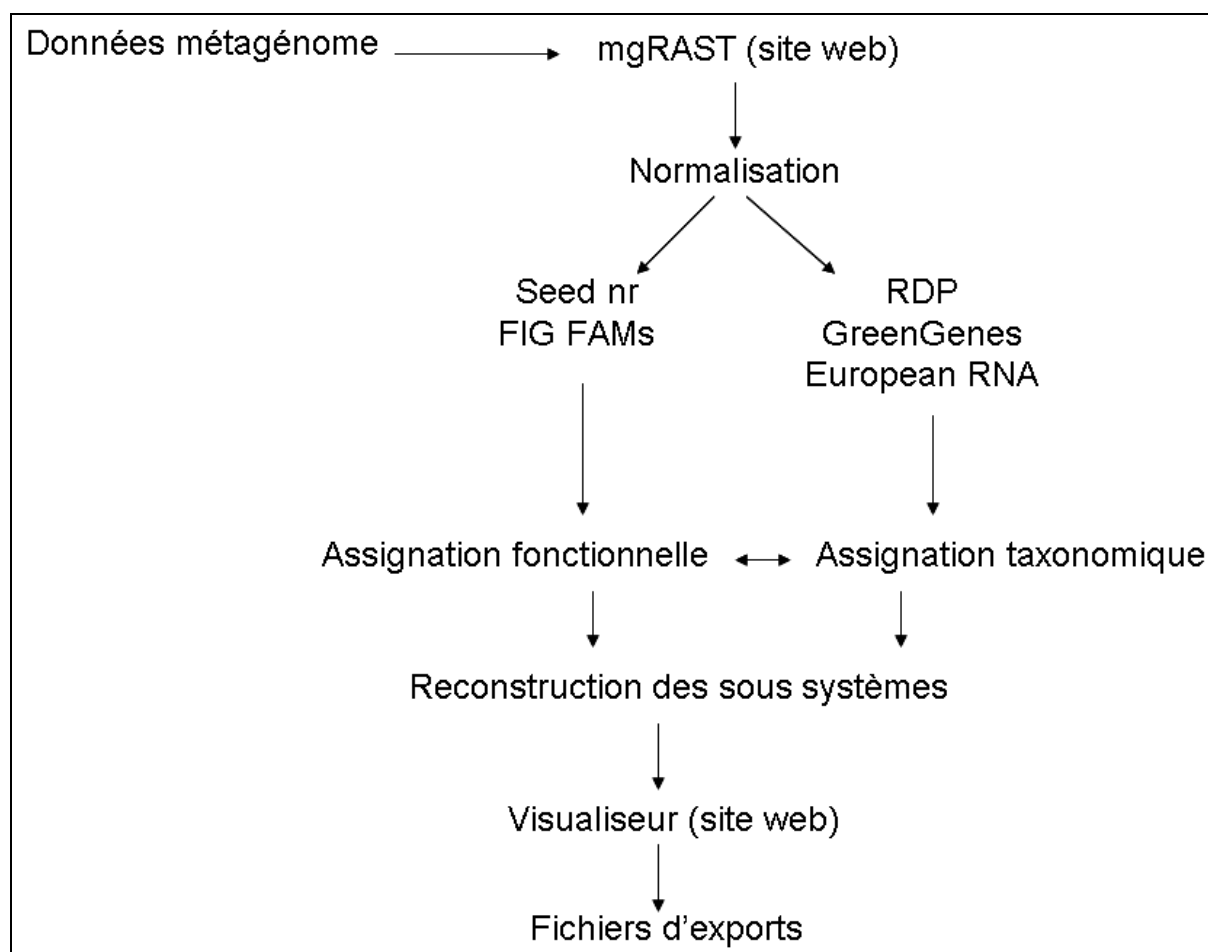 Données métagénome
mgRAST (site web)
Normalisation
Seed nr
FIG FAMs
RDP
GreenGenes
European RNA
Assignation fonctionnelle
Assignation taxonomique
Reconstruction des sous systèmes
Visualiseur (site web)
Fichiers d'exports